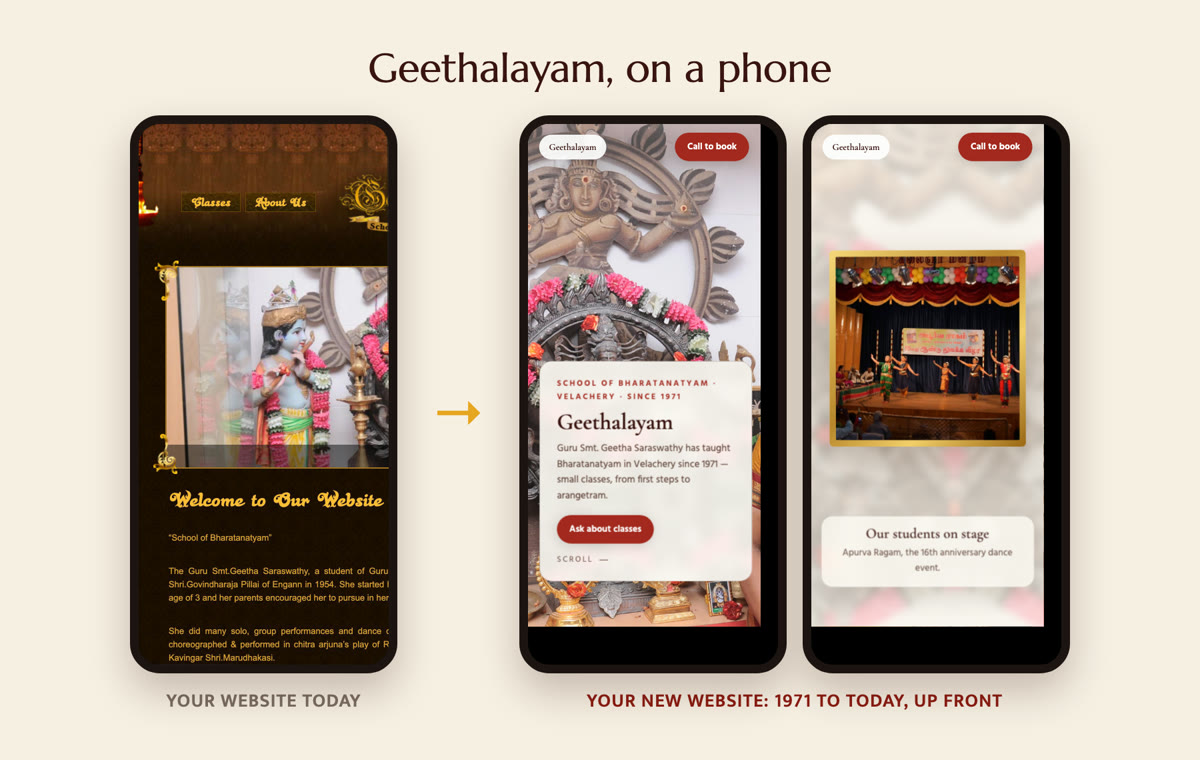 Geethalayam, on a phone
Classes
About Us
Welcome to Our Website
"School of Bharatanatyam"
The Guru Smt.Geetha Saraswathy, a student of Guru
Shri.Govindharaja Pillai of Engann in 1954. She started
age of 3 and her parents encouraged her to pursue in her
She did many solo, group performances and dance
choreographed & performed in chitra arjuna's play of R
Kavingar Shri.Marudhakasi.
YOUR WEBSITE TODAY
Geethalayam
Call to book
SCHOOL OF BHARATANATYAM ·
VELACHERY · SINCE 1971
Geethalayam
Guru Smt. Geetha Saraswathy has taught
Bharatanatyam in Velachery since 1971 —
small classes, from first steps to
arangetram.
Ask about classes
SCROLL —
Geethalayam
Call to book
Our students on stage
Apurva Ragam, the 16th anniversary dance
event.
YOUR NEW WEBSITE: 1971 TO TODAY, UP FRONT